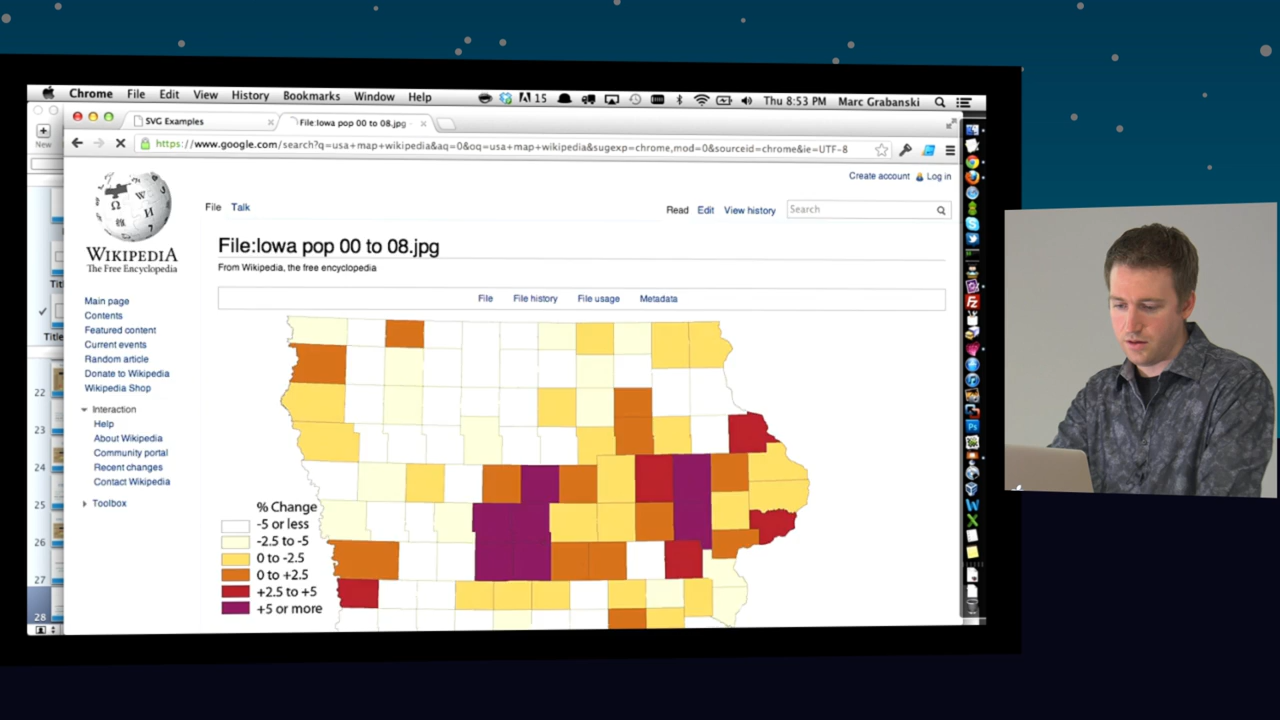 Chrome File Edit View History Bookmarks Window Help 15 Thu 8:53 PM Marc Grabanski
SVG Examples
File:Iowa pop 00 to 08.jpg
New
https://www.google.com/search?q=usa+map+wikipedia&aq=0&oq=usa+map+wikipedia&sugexp=chrome,mod=0&sourceid=chrome&ie=UTF-8
Create account Log in
File Talk
Read Edit View history Search
WIKIPEDIA
The Free Encyclopedia
File:Iowa pop 00 to 08.jpg
From Wikipedia, the free encyclopedia
File File history File usage Metadata
Main page
Contents
Featured content
Current events
Random article
Donate to Wikipedia
Wikipedia Shop
Interaction
Help
About Wikipedia
Community portal
Recent changes
Contact Wikipedia
Toolbox
% Change
-5 or less
-2.5 to -5
0 to -2.5
0 to +2.5
+2.5 to +5
+5 or more
22
23
24
25
26
27
28